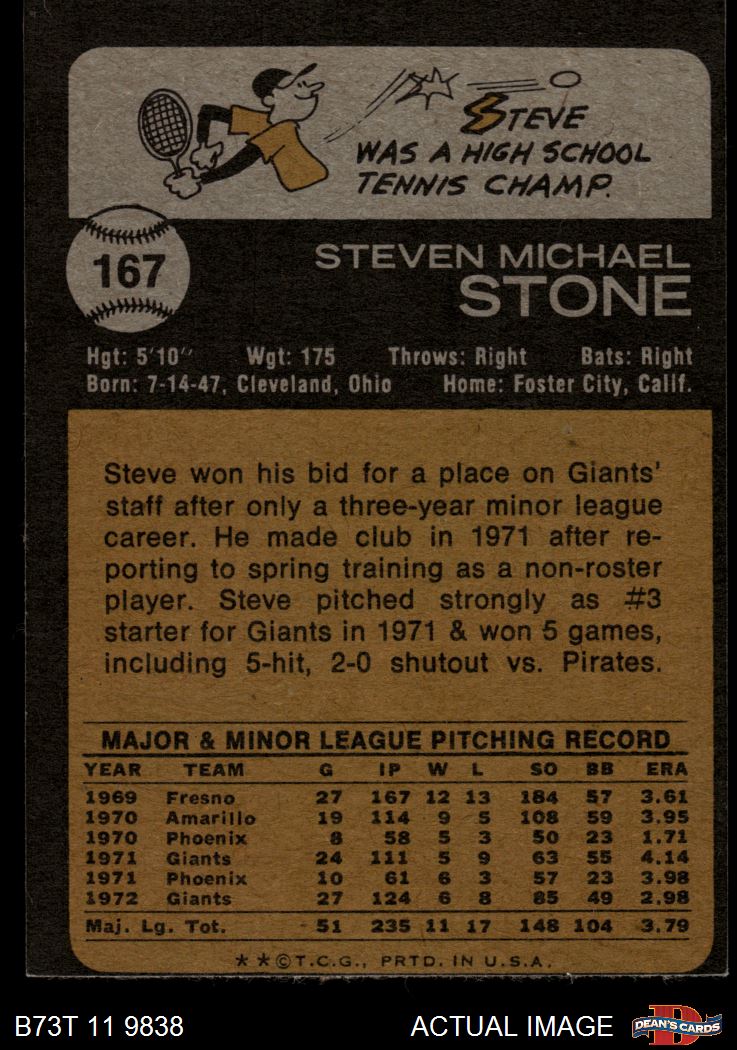 STEVE
WAS A HIGH SCHOOL
TENNIS CHAMP.
167
STEVEN MICHAEL
STONE
Hgt: 5'10" Wgt: 175 Throws: Right Bats: Right
Born: 7-14-47, Cleveland, Ohio Home: Foster City, Calif.
Steve won his bid for a place on Giants'
staff after only a three-year minor league
career. He made club in 1971 after re-
porting to spring training as a non-roster
player. Steve pitched strongly as #3
starter for Giants in 1971 & won 5 games,
including 5-hit, 2-0 shutout vs. Pirates.
MAJOR & MINOR LEAGUE PITCHING RECORD
YEAR TEAM G IP W L SO BB ERA
1969 Fresno 27 167 12 13 184 57 3.61
1970 Amarillo 19 114 9 5 108 59 3.95
1970 Phoenix 8 58 5 3 50 23 1.71
1971 Giants 24 111 5 9 63 55 4.14
1971 Phoenix 10 61 6 3 57 23 3.98
1972 Giants 27 124 6 8 85 49 2.98
Maj. Lg. Tot. 51 235 11 17 148 104 3.79
**©T.C.G., PRTD. IN U.S.A.
B73T 11 9838 ACTUAL IMAGE DEAN'S CARDS